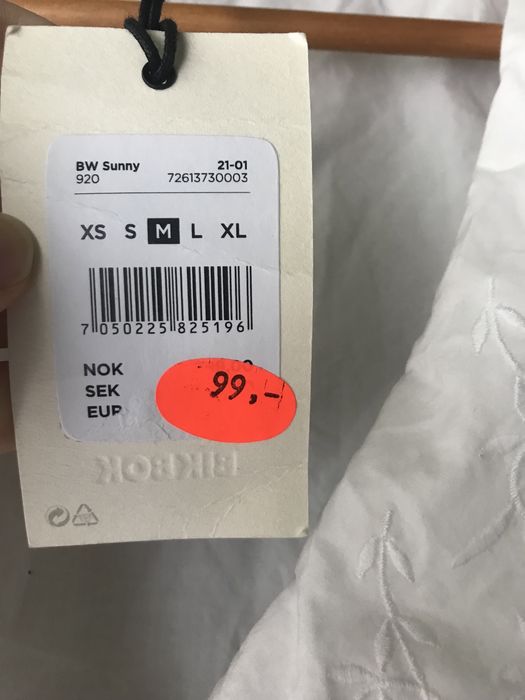 BW Sunny 21-01
920 72613730003
XS S M L XL
7 050225 825196
NOK
SEK
EUR
99,-
BIKBOK